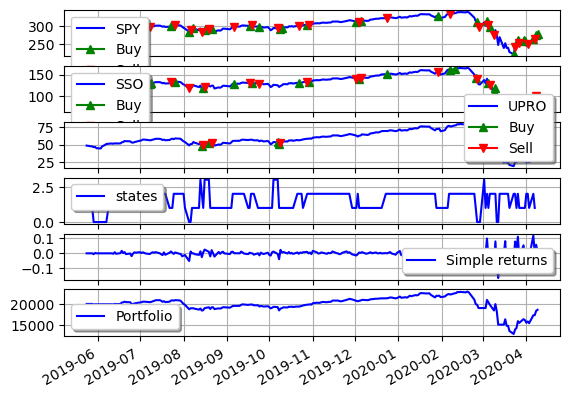 300
250
SPY
Buy
150
100
SSO
Buy
75
50
25
UPRO
Buy
Sell
2.5
0.0
states
0.1
0.0
−0.1
Simple returns
20000
15000
Portfolio
2019-06
2019-07
2019-08
2019-09
2019-10
2019-11
2019-12
2020-01
2020-02
2020-03
2020-04